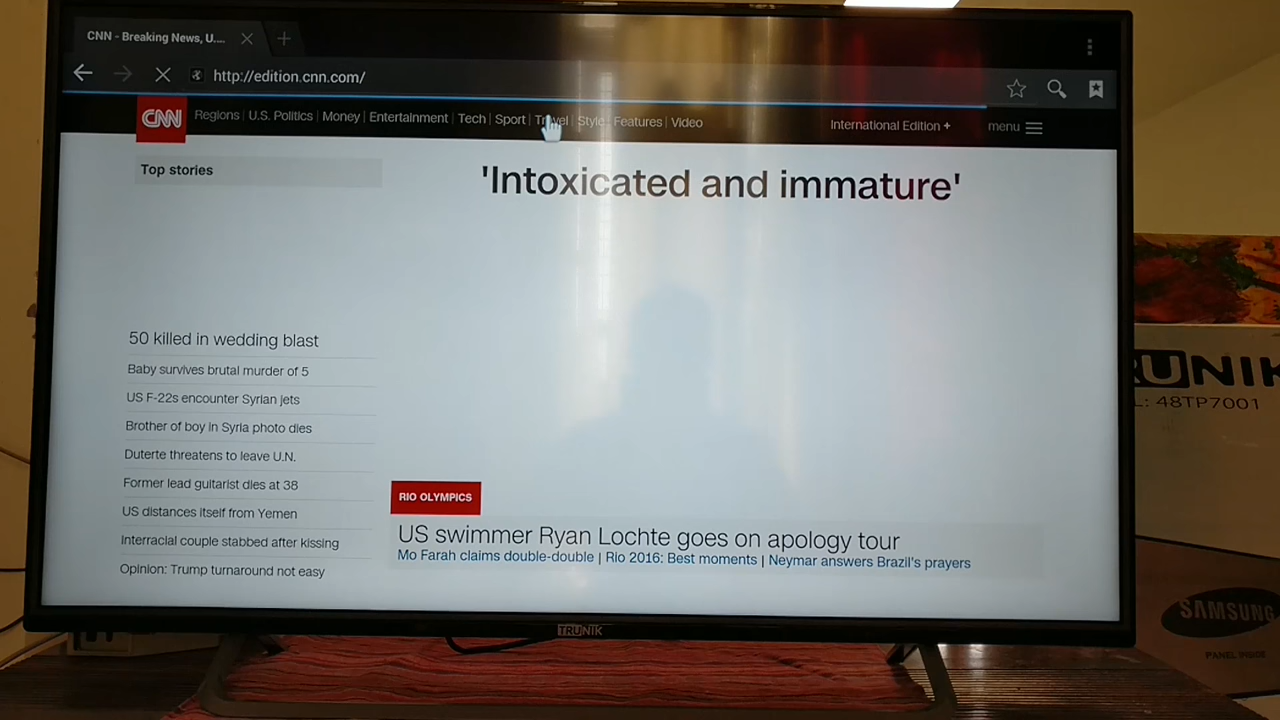 CNN - Breaking News, U....
http://edition.cnn.com/
CNN
Regions | U.S. Politics | Money | Entertainment | Tech | Sport | Travel | Style | Features | Video
International Edition +
menu
Top stories
'Intoxicated and immature'
50 killed in wedding blast
Baby survives brutal murder of 5
US F-22s encounter Syrian jets
Brother of boy in Syria photo dies
Duterte threatens to leave U.N.
Former lead guitarist dies at 38
US distances itself from Yemen
Interracial couple stabbed after kissing
Opinion: Trump turnaround not easy
RIO OLYMPICS
US swimmer Ryan Lochte goes on apology tour
Mo Farah claims double-double | Rio 2016: Best moments | Neymar answers Brazil's prayers
TRUNIK
RUNIK
L: 48TP7001
SAMSUNG
PANEL INSIDE